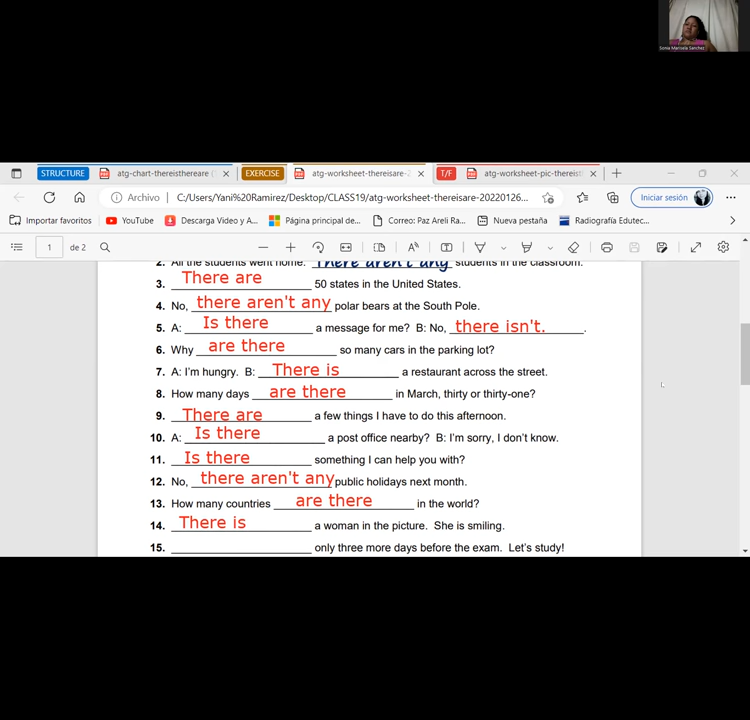 Sonia Marisela Sanchez
STRUCTURE atg-chart-thereisthereare ( EXERCISE atg-worksheet-thereisare-2 T/F atg-worksheet-pic-thereist
Archivo C:/Users/Yani%20Ramirez/Desktop/CLASS19/atg-worksheet-thereisare-20220126... Iniciar sesión
Importar favoritos YouTube Descarga Video y A... Página principal de... Correo: Paz Areli Ra... Nueva pestaña Radiografía Edutec...
1 de 2
2. All the students went home. There aren't any students in the classroom.
3. There are 50 states in the United States.
4. No, there aren't any polar bears at the South Pole.
5. A: Is there a message for me? B: No, there isn't. .
6. Why are there so many cars in the parking lot?
7. A: I'm hungry. B: There is a restaurant across the street.
8. How many days are there in March, thirty or thirty-one?
9. There are a few things I have to do this afternoon.
10. A: Is there a post office nearby? B: I'm sorry, I don't know.
11. Is there something I can help you with?
12. No, there aren't any public holidays next month.
13. How many countries are there in the world?
14. There is a woman in the picture. She is smiling.
15. only three more days before the exam. Let's study!